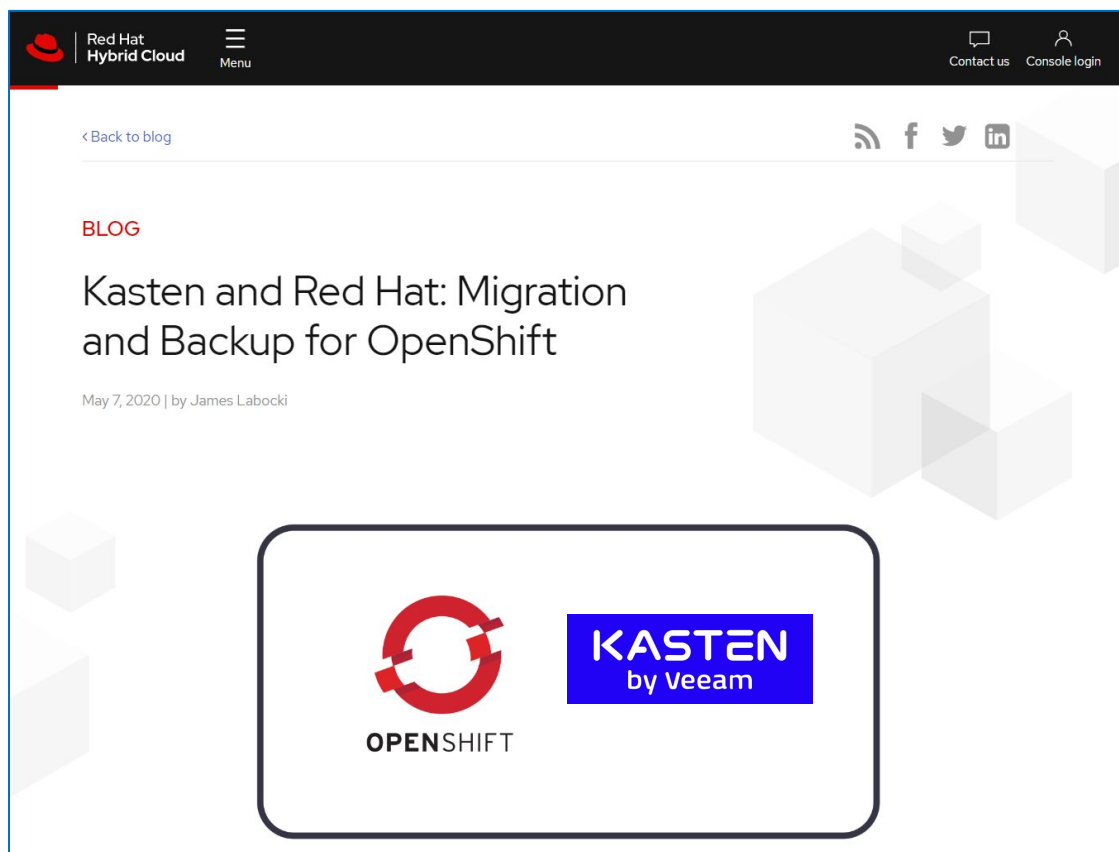 Red Hat
Hybrid Cloud
Menu
Contact us
Console login
Back to blog
BLOG
Kasten and Red Hat: Migration
and Backup for OpenShift
May 7, 2020 | by James Labocki
OPENSHIFT
KASTEN
by Veeam